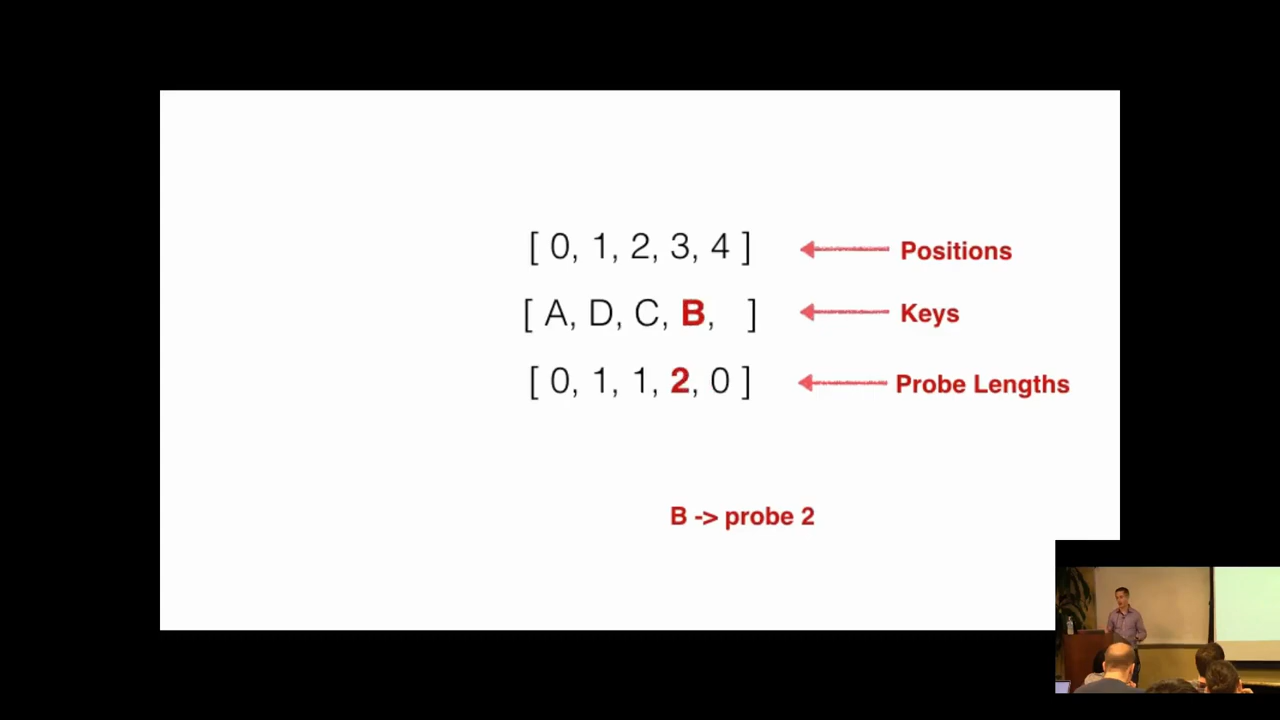 [ 0, 1, 2, 3, 4 ] Positions
[ A, D, C, B, ] Keys
[ 0, 1, 1, 2, 0 ] Probe Lengths
B -> probe 2